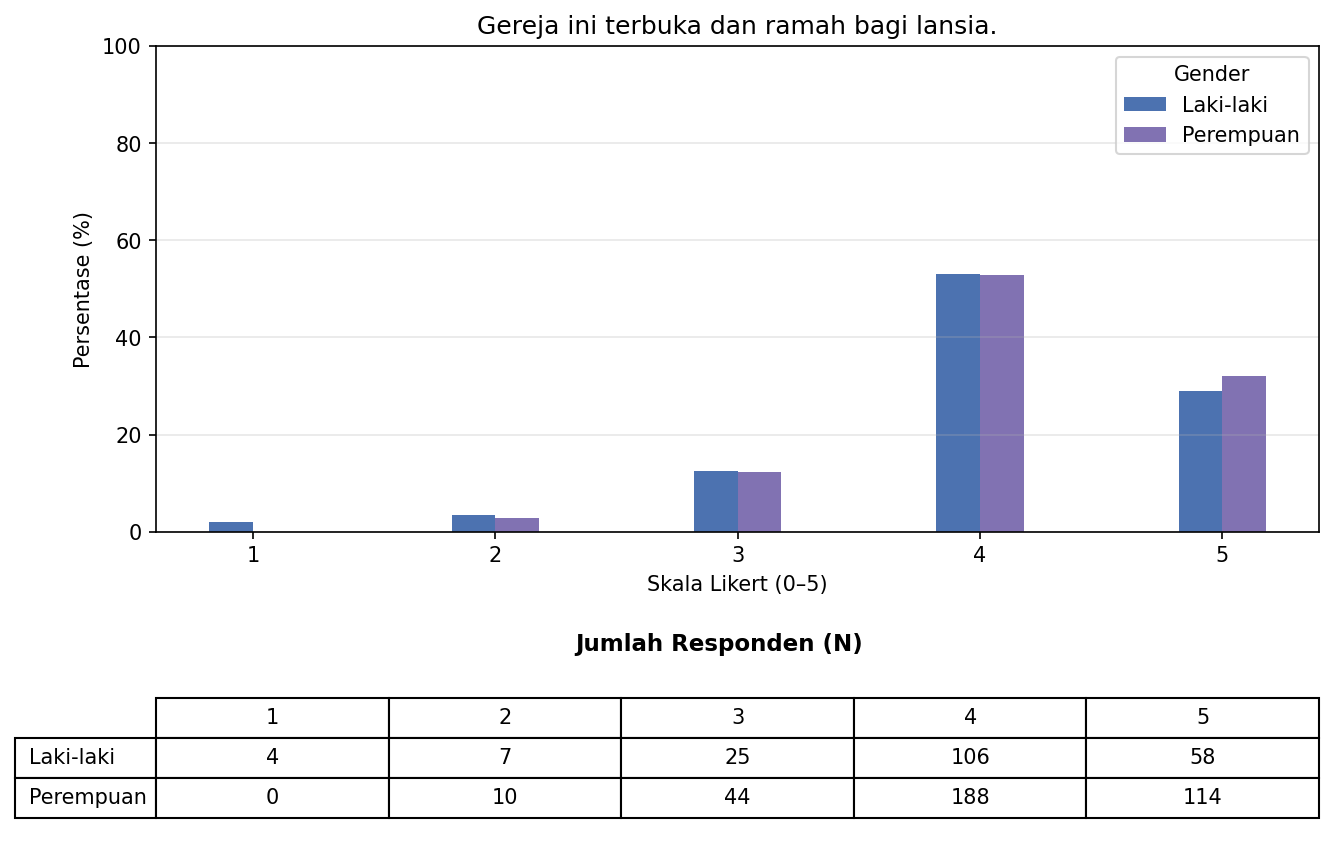 Gereja ini terbuka dan ramah bagi lansia.
100
80
60
40
20
0
Persentase (%)
Gender
Laki-laki
Perempuan
1 2 3 4 5
Skala Likert (0–5)
Jumlah Responden (N)
1 2 3 4 5
Laki-laki 4 7 25 106 58
Perempuan 0 10 44 188 114